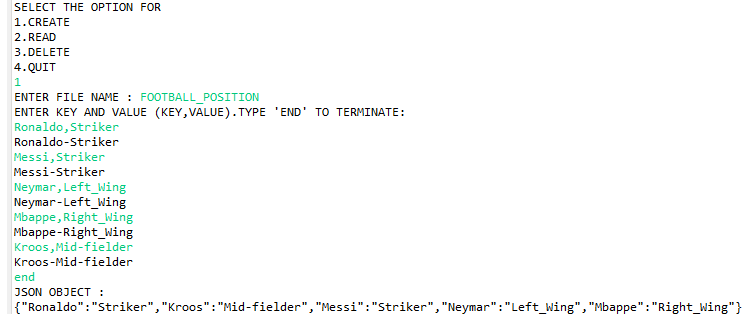 SELECT THE OPTION FOR
1.CREATE
2.READ
3.DELETE
4.QUIT
1
ENTER FILE NAME : FOOTBALL_POSITION
ENTER KEY AND VALUE (KEY,VALUE).TYPE 'END' TO TERMINATE:
Ronaldo,Striker
Ronaldo-Striker
Messi,Striker
Messi-Striker
Neymar,Left_Wing
Neymar-Left_Wing
Mbappe,Right_Wing
Mbappe-Right_Wing
Kroos,Mid-fielder
Kroos-Mid-fielder
end
JSON OBJECT :
{"Ronaldo":"Striker","Kroos":"Mid-fielder","Messi":"Striker","Neymar":"Left_Wing","Mbappe":"Right_Wing"}